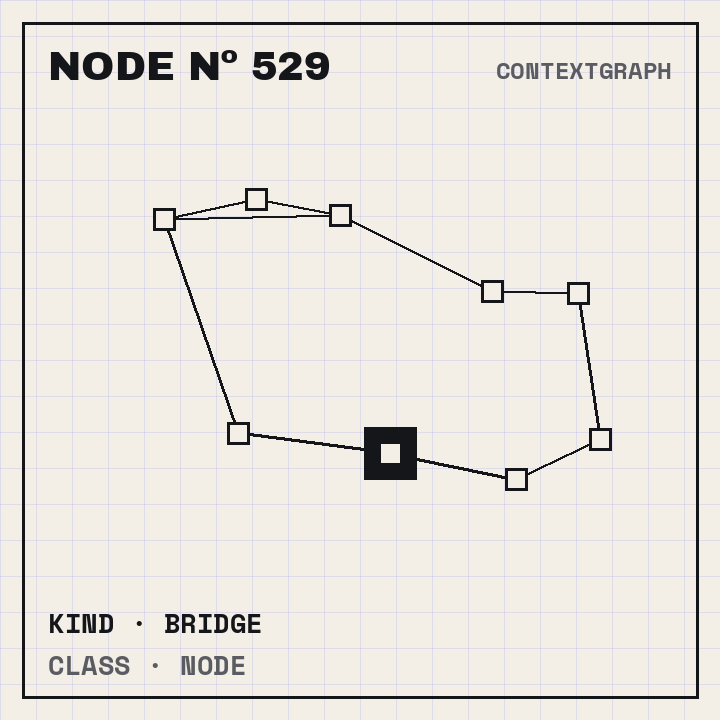 NODE Nº 529
CONTEXTGRAPH
KIND · BRIDGE
CLASS · NODE